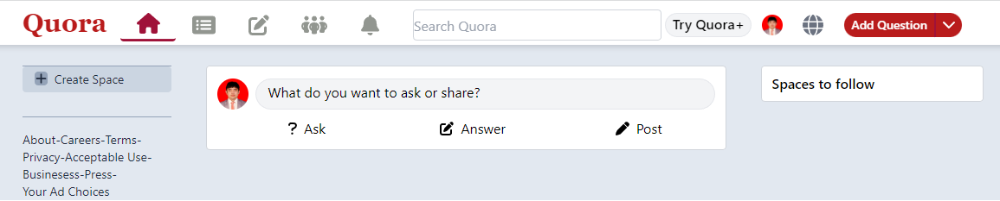 Quora
Search Quora
Try Quora+
Add Question
Create Space
What do you want to ask or share?
Spaces to follow
? Ask
Answer
Post
About-Careers-Terms-
Privacy-Acceptable Use-
Businesess-Press-
Your Ad Choices